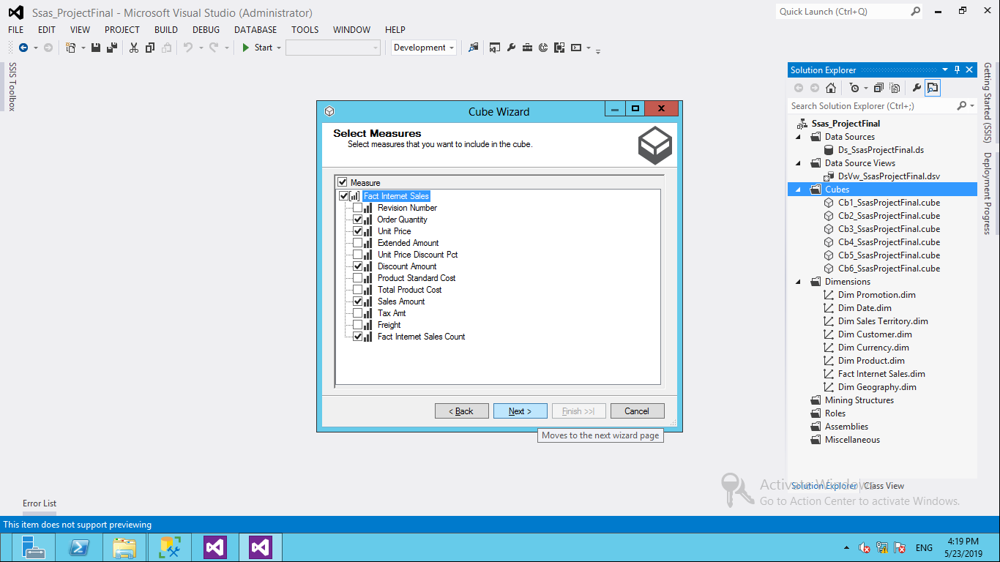 Ssas_ProjectFinal - Microsoft Visual Studio (Administrator)
Quick Launch (Ctrl+Q)
FILE EDIT VIEW PROJECT BUILD DEBUG DATABASE TOOLS WINDOW HELP
Start
Development
SSIS Toolbox
Cube Wizard
Select Measures
Select measures that you want to include in the cube.
Measure
Fact Internet Sales
Revision Number
Order Quantity
Unit Price
Extended Amount
Unit Price Discount Pct
Discount Amount
Product Standard Cost
Total Product Cost
Sales Amount
Tax Amt
Freight
Fact Internet Sales Count
< Back
Next >
Finish >>|
Cancel
Moves to the next wizard page
Solution Explorer
Search Solution Explorer (Ctrl+;)
Ssas_ProjectFinal
Data Sources
Ds_SsasProjectFinal.ds
Data Source Views
DsVw_SsasProjectFinal.dsv
Cubes
Cb1_SsasProjectFinal.cube
Cb2_SsasProjectFinal.cube
Cb3_SsasProjectFinal.cube
Cb4_SsasProjectFinal.cube
Cb5_SsasProjectFinal.cube
Cb6_SsasProjectFinal.cube
Dimensions
Dim Promotion.dim
Dim Date.dim
Dim Sales Territory.dim
Dim Customer.dim
Dim Currency.dim
Dim Product.dim
Fact Internet Sales.dim
Dim Geography.dim
Mining Structures
Roles
Assemblies
Miscellaneous
Solution Explorer Class View
Getting Started (SSIS)
Deployment Progress
Activate Windows
Go to Action Center to activate Windows.
Error List
This item does not support previewing
ENG
4:19 PM
5/23/2019